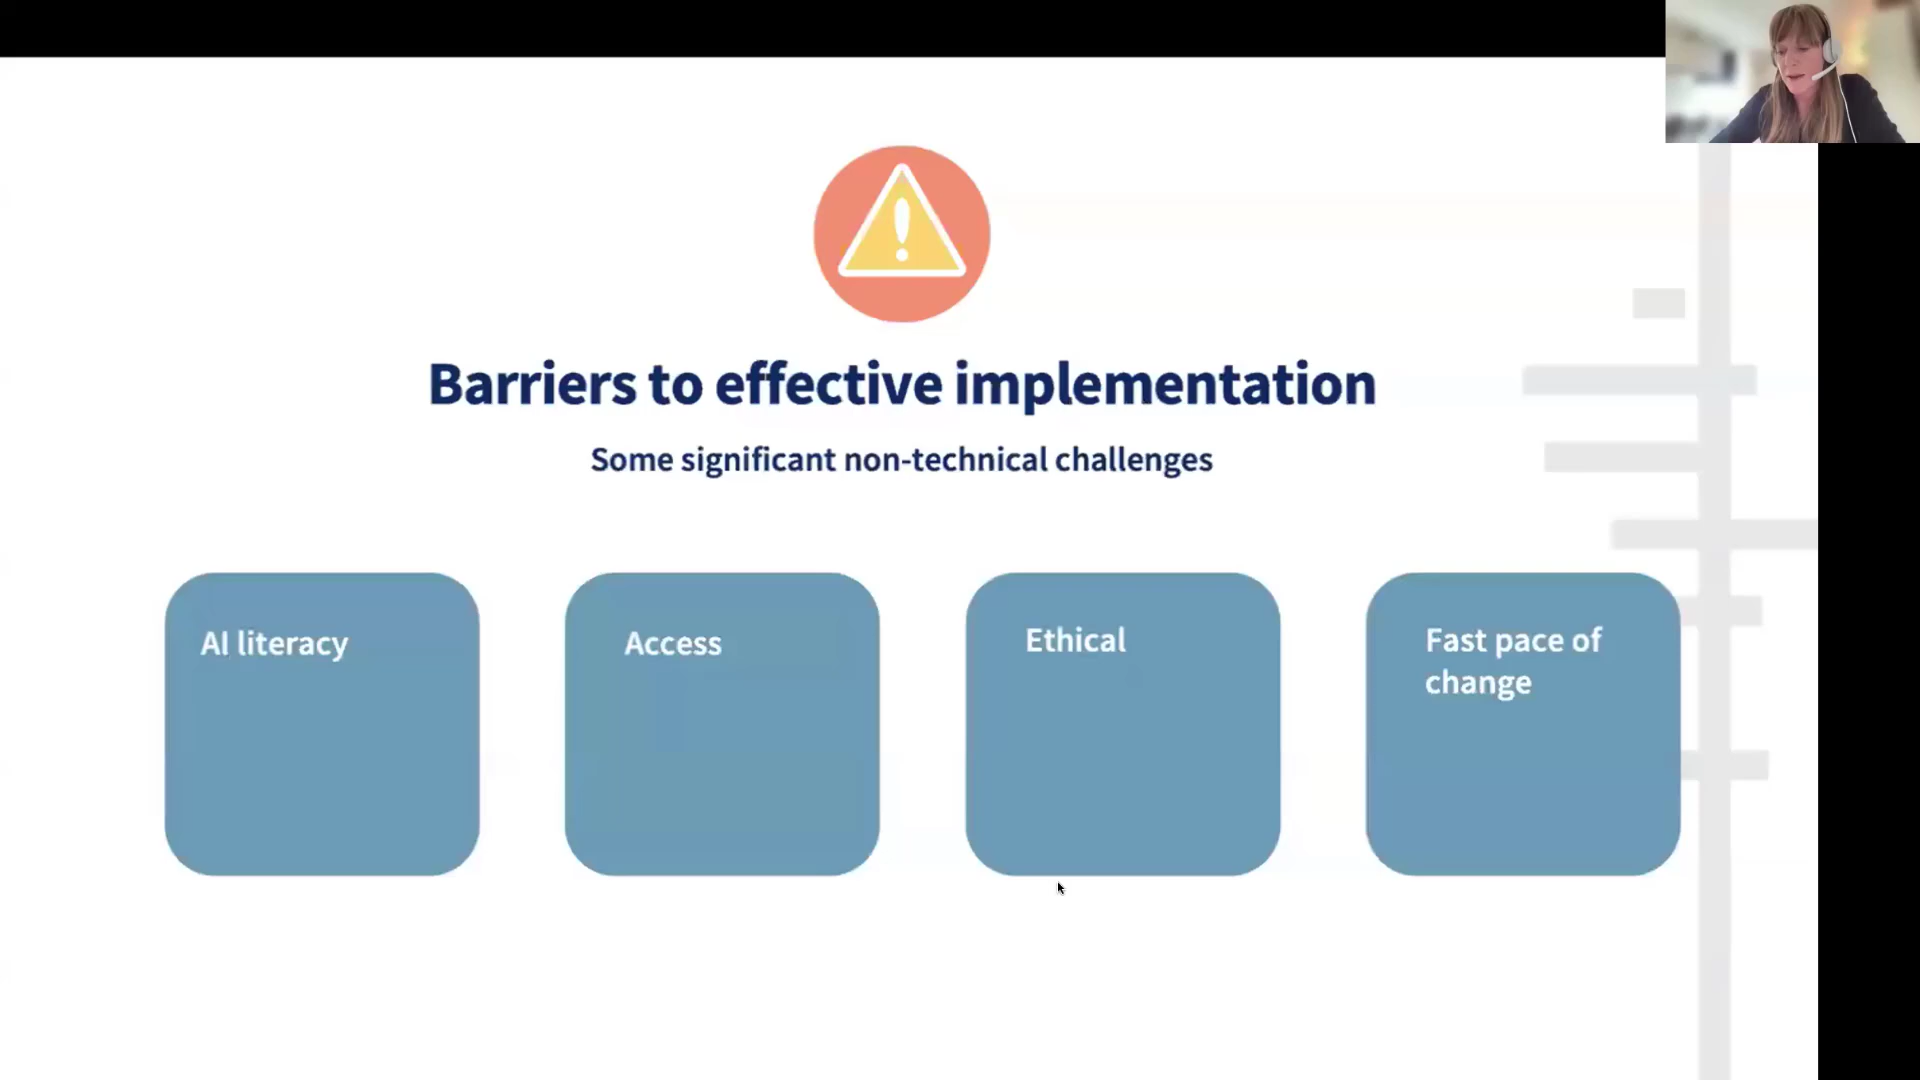 Barriers to effective implementation
Some significant non-technical challenges
AI literacy
Access
Ethical
Fast pace of
change